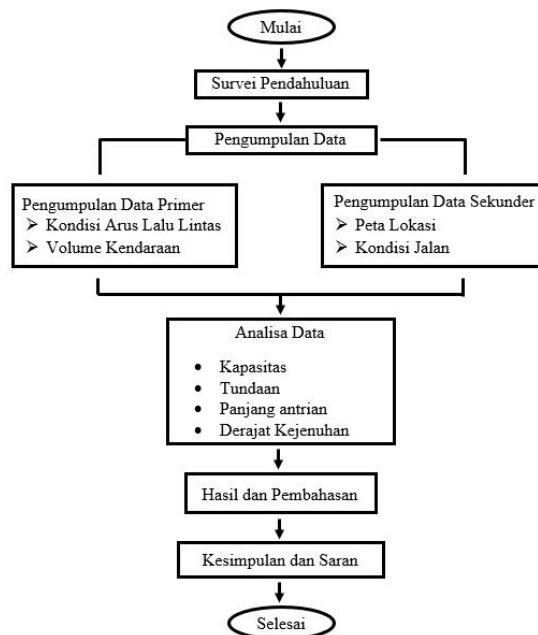 Mulai
Survei Pendahuluan
Pengumpulan Data
Pengumpulan Data Primer
➢ Kondisi Arus Lalu Lintas
➢ Volume Kendaraan
Pengumpulan Data Sekunder
➢ Peta Lokasi
➢ Kondisi Jalan
Analisa Data
• Kapasitas
• Tundaan
• Panjang antrian
• Derajat Kejenuhan
Hasil dan Pembahasan
Kesimpulan dan Saran
Selesai